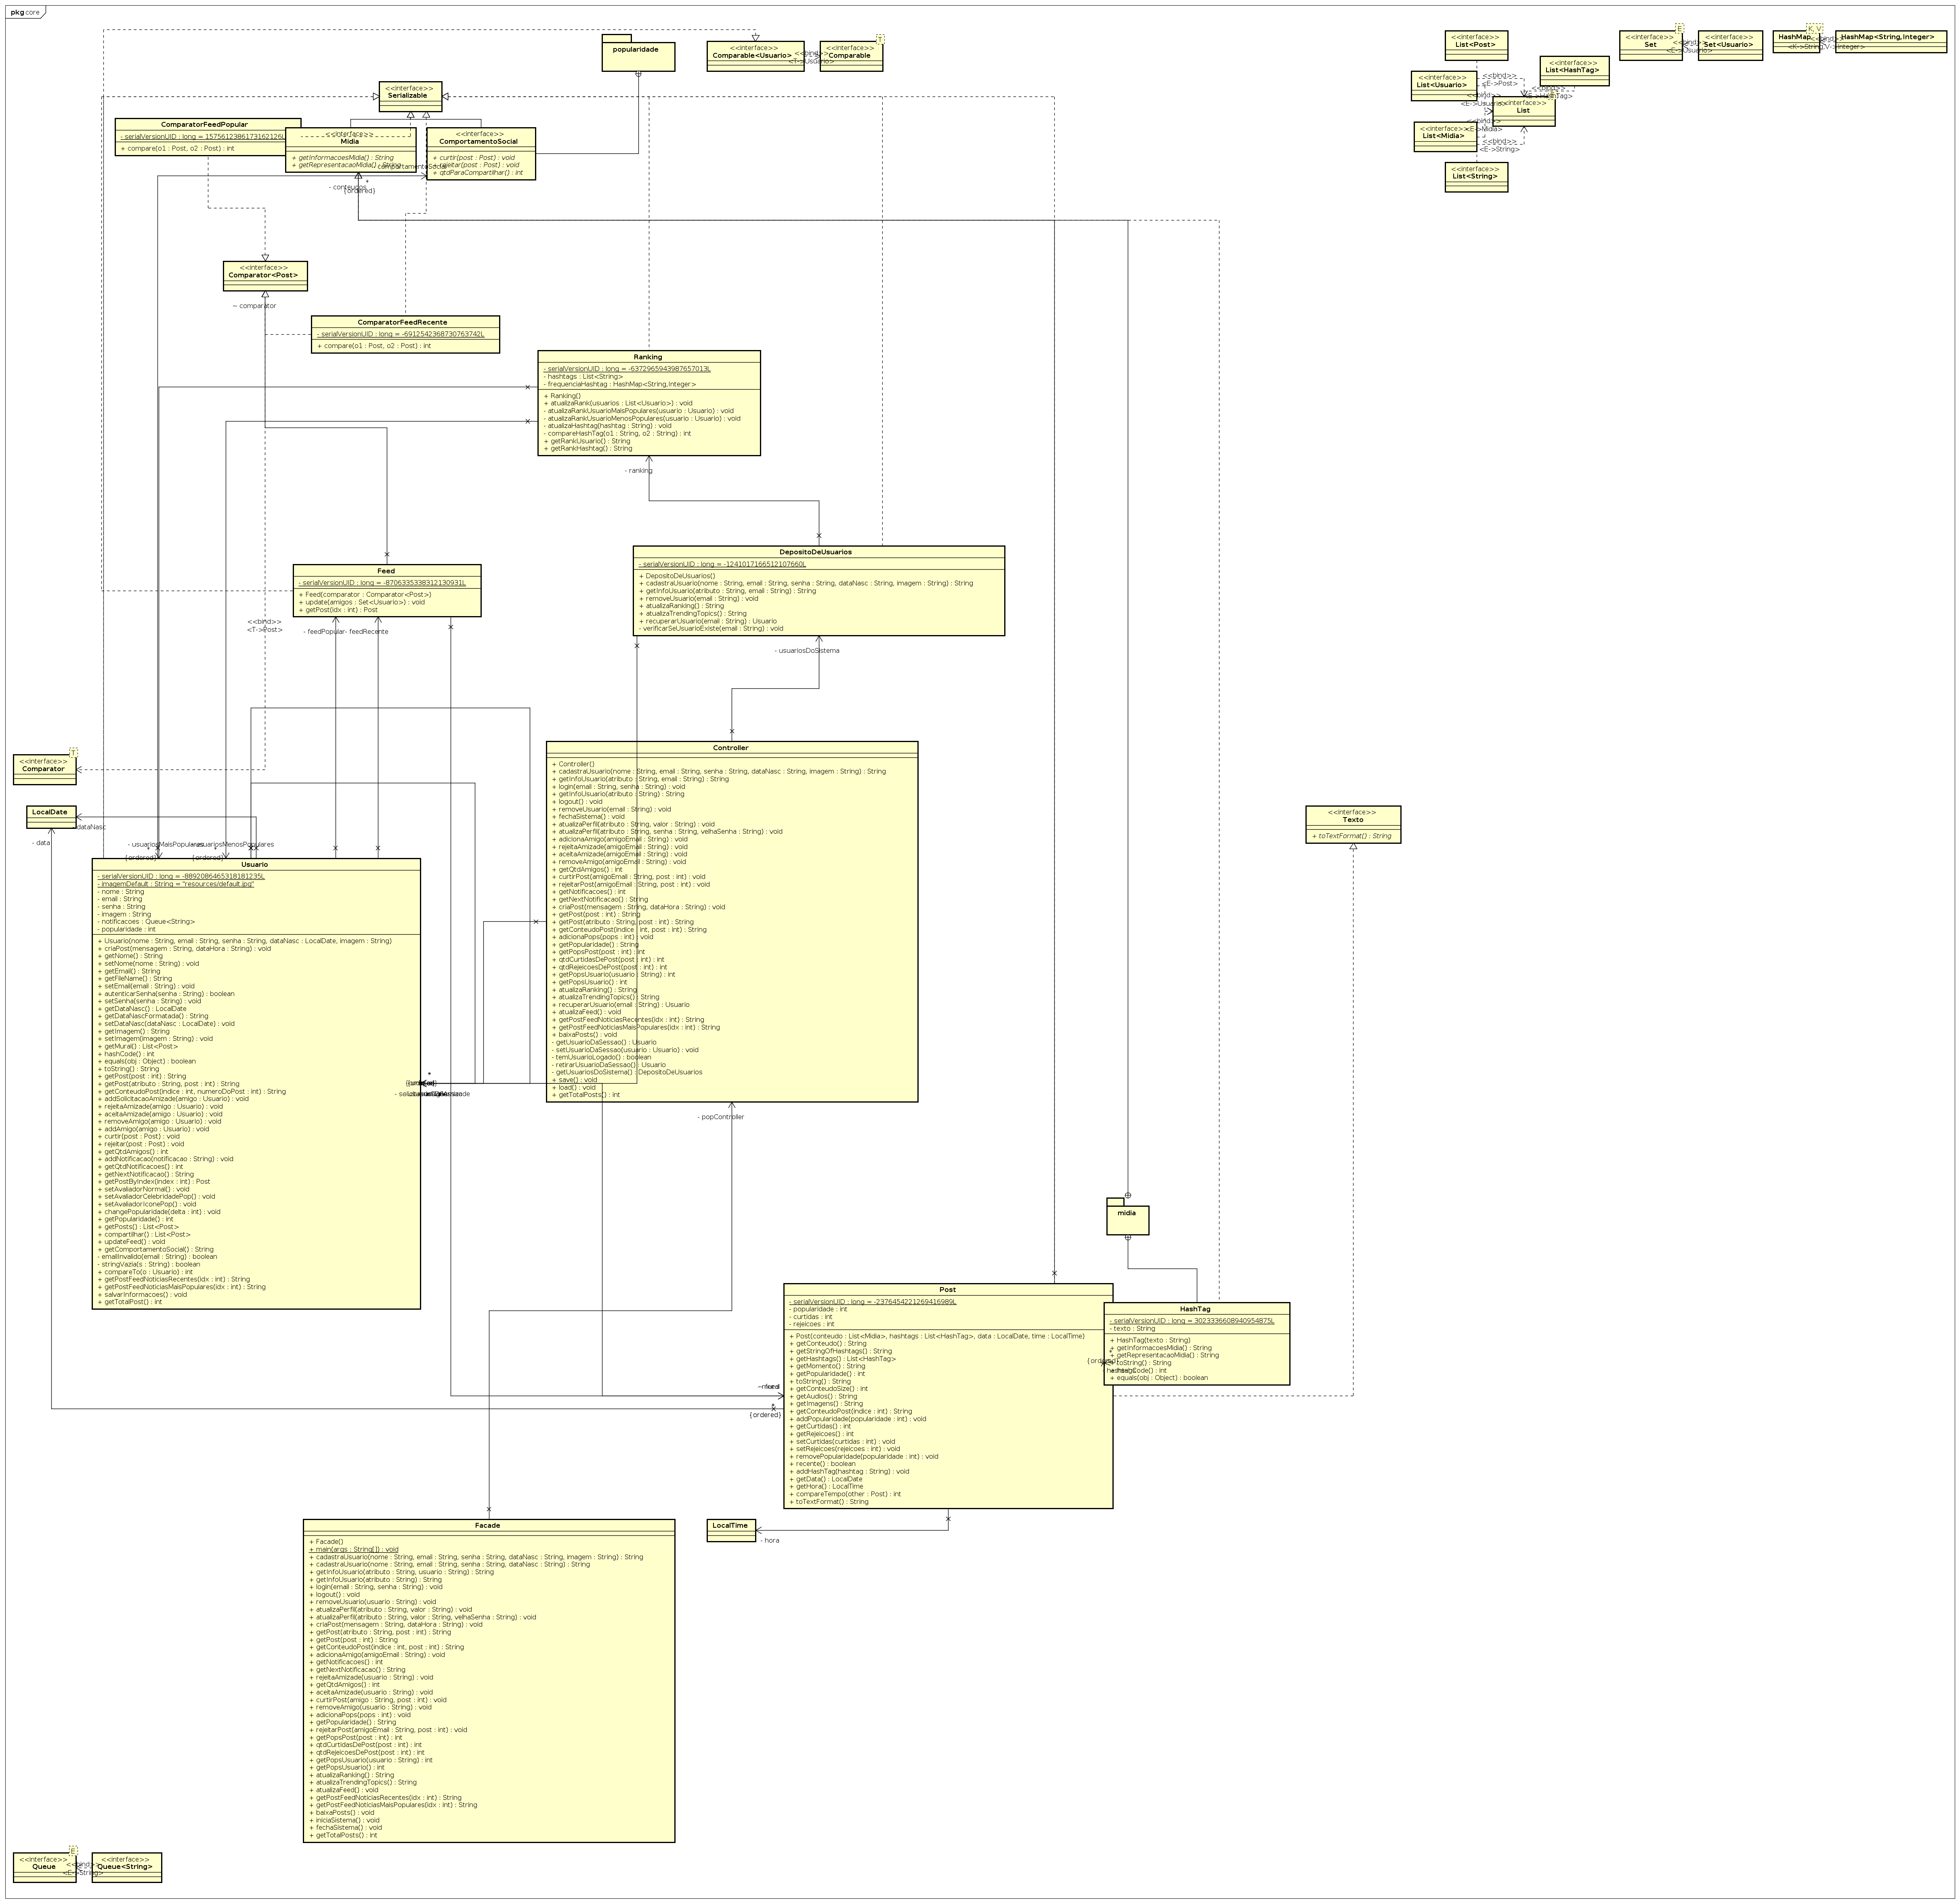 pkg core
popularidade
<<interface>>
Comparable<Usuario>
<<bind>>
<T->Usuario>
T
<<interface>>
Comparable
<<interface>>
List<Post>
<<interface>>
List<HashTag>
<<interface>>
List<Usuario>
<<bind>>
<E->Post>
<<interface>>
List
<<interface>>
List<Midia>
<E->Midia>
<<bind>>
<E->String>
<<interface>>
List<String>
E
<<interface>>
Set
<<interface>>
Set<Usuario>
K, V
HashMap
<K->String,V->Integer>
HashMap<String,Integer>
<<interface>>
Serializable
ComparatorFeedPopular
- serialVersionUID : long = 1575612386173162126L
+ compare(o1 : Post, o2 : Post) : int
<<interface>>
Midia
+ getInformacoesMidia() : String
+ getRepresentacaoMidia() : String
<<interface>>
ComportamentoSocial
+ curtir(post : Post) : void
+ rejeitar(post : Post) : void
+ qtdParaCompartilhar() : int
*
- conteudos
{ordered}
<<interface>>
Comparator<Post>
~ comparator
ComparatorFeedRecente
- serialVersionUID : long = -6912542368730763742L
+ compare(o1 : Post, o2 : Post) : int
Ranking
- serialVersionUID : long = -6372965943987657013L
- hashtags : List<String>
- frequenciaHashtag : HashMap<String,Integer>
+ Ranking()
+ atualizaRank(usuarios : List<Usuario>) : void
- atualizaRankUsuarioMaisPopulares(usuario : Usuario) : void
- atualizaRankUsuarioMenosPopulares(usuario : Usuario) : void
- atualizaHashtag(hashtag : String) : void
- compareHashTag(o1 : String, o2 : String) : int
+ getRankUsuario() : String
+ getRankHashtag() : String
- ranking
DepositoDeUsuarios
- serialVersionUID : long = -1241017166512107660L
+ DepositoDeUsuarios()
+ cadastraUsuario(nome : String, email : String, senha : String, dataNasc : String, imagem : String) : String
+ getInfoUsuario(atributo : String, email : String) : String
+ removeUsuario(email : String) : void
+ atualizaRanking() : String
+ atualizaTrendingTopics() : String
+ recuperarUsuario(email : String) : Usuario
- verificarSeUsuarioExiste(email : String) : void
- usuariosDoSistema
Feed
- serialVersionUID : long = -8706335338312130931L
+ Feed(comparator : Comparator<Post>)
+ update(amigos : Set<Usuario>) : void
+ getPost(idx : int) : Post
<<bind>>
<T->Post>
- feedPopular
- feedRecente
T
<<interface>>
Comparator
LocalDate
- dataNasc
- data
- usuariosMaisPopulares
- usuariosMenosPopulares
*
{ordered}
*
{ordered}
Controller
+ Controller()
+ cadastraUsuario(nome : String, email : String, senha : String, dataNasc : String, imagem : String) : String
+ getInfoUsuario(atributo : String, email : String) : String
+ login(email : String, senha : String) : void
+ getInfoUsuario(atributo : String) : String
+ logout() : void
+ removeUsuario(email : String) : void
+ fechaSistema() : void
+ atualizaPerfil(atributo : String, valor : String) : void
+ atualizaPerfil(atributo : String, senha : String, velhaSenha : String) : void
+ adicionaAmigo(amigoEmail : String) : void
+ rejeitaAmizade(amigoEmail : String) : void
+ aceitaAmizade(amigoEmail : String) : void
+ removeAmigo(amigoEmail : String) : void
+ getQtdAmigos() : int
+ curtirPost(amigoEmail : String, post : int) : void
+ rejeitarPost(amigoEmail : String, post : int) : void
+ getNotificacoes() : int
+ getNextNotificacao() : String
+ criaPost(mensagem : String, dataHora : String) : void
+ getPost(post : int) : String
+ getPost(atributo : String, post : int) : String
+ getConteudoPost(indice : int, post : int) : String
+ adicionaPops(pops : int) : void
+ getPopularidade() : String
+ getPopsPost(post : int) : int
+ qtdCurtidasDePost(post : int) : int
+ qtdRejeicoesDePost(post : int) : int
+ getPopsUsuario(usuario : String) : int
+ getPopsUsuario() : int
+ atualizaRanking() : String
+ atualizaTrendingTopics() : String
+ recuperarUsuario(email : String) : Usuario
+ atualizaFeed() : void
+ getPostFeedNoticiasRecentes(idx : int) : String
+ getPostFeedNoticiasMaisPopulares(idx : int) : String
+ baixaPosts() : void
- getUsuarioDaSessao() : Usuario
- setUsuarioDaSessao(usuario : Usuario) : void
- temUsuarioLogado() : boolean
- retirarUsuarioDaSessao() : Usuario
- getUsuariosDoSistema() : DepositoDeUsuarios
+ save() : void
+ load() : void
+ getTotalPosts() : int
- popController
<<interface>>
Texto
+ toTextFormat() : String
Usuario
- serialVersionUID : long = -8892086465318181235L
- imagemDefault : String = "resources/default.jpg"
- nome : String
- email : String
- senha : String
- imagem : String
- notificacoes : Queue<String>
- popularidade : int
+ Usuario(nome : String, email : String, senha : String, dataNasc : LocalDate, imagem : String)
+ criaPost(mensagem : String, dataHora : String) : void
+ getNome() : String
+ setNome(nome : String) : void
+ getEmail() : String
+ getFileName() : String
+ setEmail(email : String) : void
+ autenticarSenha(senha : String) : boolean
+ setSenha(senha : String) : void
+ getDataNasc() : LocalDate
+ getDataNascFormatada() : String
+ setDataNasc(dataNasc : LocalDate) : void
+ getImagem() : String
+ setImagem(imagem : String) : void
+ getMural() : List<Post>
+ hashCode() : int
+ equals(obj : Object) : boolean
+ toString() : String
+ getPost(post : int) : String
+ getPost(atributo : String, post : int) : String
+ getConteudoPost(indice : int, numeroDoPost : int) : String
+ addSolicitacaoAmizade(amigo : Usuario) : void
+ rejeitaAmizade(amigo : Usuario) : void
+ aceitaAmizade(amigo : Usuario) : void
+ removeAmigo(amigo : Usuario) : void
+ addAmigo(amigo : Usuario) : void
+ curtir(post : Post) : void
+ rejeitar(post : Post) : void
+ getQtdAmigos() : int
+ addNotificacao(notificacao : String) : void
+ getQtdNotificacoes() : int
+ getNextNotificacao() : String
+ getPostByIndex(index : int) : Post
+ setAvaliadorNormal() : void
+ setAvaliadorCelebridadePop() : void
+ setAvaliadorIconePop() : void
+ changePopularidade(delta : int) : void
+ getPopularidade() : int
+ getPosts() : List<Post>
+ compartilhar() : List<Post>
+ updateFeed() : void
+ getComportamentoSocial() : String
- emailInvalido(email : String) : boolean
- stringVazia(s : String) : boolean
+ compareTo(o : Usuario) : int
+ getPostFeedNoticiasRecentes(idx : int) : String
+ getPostFeedNoticiasMaisPopulares(idx : int) : String
+ salvarInformacoes() : void
+ getTotalPost() : int
midia
Post
- serialVersionUID : long = -2376454221269416989L
- popularidade : int
- curtidas : int
- rejeicoes : int
+ Post(conteudo : List<Midia>, hashtags : List<HashTag>, data : LocalDate, time : LocalTime)
+ getConteudo() : String
+ getStringOfHashtags() : String
+ getHashtags() : List<HashTag>
+ getMomento() : String
+ getPopularidade() : int
+ toString() : String
+ getConteudoSize() : int
+ getAudios() : String
+ getImagens() : String
+ getConteudoPost(indice : int) : String
+ addPopularidade(popularidade : int) : void
+ getCurtidas() : int
+ getRejeicoes() : int
+ setCurtidas(curtidas : int) : void
+ setRejeicoes(rejeicoes : int) : void
+ removePopularidade(popularidade : int) : void
+ recente() : boolean
+ addHashTag(hashtag : String) : void
+ getData() : LocalDate
+ getHora() : LocalTime
+ compareTempo(other : Post) : int
+ toTextFormat() : String
*
{ordered}
HashTag
- serialVersionUID : long = 3023336608940954875L
- texto : String
+ HashTag(texto : String)
+ getInformacoesMidia() : String
+ getRepresentacaoMidia() : String
+ toString() : String
+ hashCode() : int
+ equals(obj : Object) : boolean
LocalTime
- hora
Facade
+ Facade()
+ main(args : String[]) : void
+ cadastraUsuario(nome : String, email : String, senha : String, dataNasc : String, imagem : String) : String
+ cadastraUsuario(nome : String, email : String, senha : String, dataNasc : String) : String
+ getInfoUsuario(atributo : String, usuario : String) : String
+ getInfoUsuario(atributo : String) : String
+ login(email : String, senha : String) : void
+ logout() : void
+ removeUsuario(usuario : String) : void
+ atualizaPerfil(atributo : String, valor : String) : void
+ atualizaPerfil(atributo : String, valor : String, velhaSenha : String) : void
+ criaPost(mensagem : String, dataHora : String) : void
+ getPost(atributo : String, post : int) : String
+ getPost(post : int) : String
+ getConteudoPost(indice : int, post : int) : String
+ adicionaAmigo(amigoEmail : String) : void
+ getNotificacoes() : int
+ getNextNotificacao() : String
+ rejeitaAmizade(usuario : String) : void
+ getQtdAmigos() : int
+ aceitaAmizade(usuario : String) : void
+ curtirPost(amigo : String, post : int) : void
+ removeAmigo(usuario : String) : void
+ adicionaPops(pops : int) : void
+ getPopularidade() : String
+ rejeitarPost(amigoEmail : String, post : int) : void
+ getPopsPost(post : int) : int
+ qtdCurtidasDePost(post : int) : int
+ qtdRejeicoesDePost(post : int) : int
+ getPopsUsuario(usuario : String) : int
+ getPopsUsuario() : int
+ atualizaRanking() : String
+ atualizaTrendingTopics() : String
+ atualizaFeed() : void
+ getPostFeedNoticiasRecentes(idx : int) : String
+ getPostFeedNoticiasMaisPopulares(idx : int) : String
+ baixaPosts() : void
+ iniciaSistema() : void
+ fechaSistema() : void
+ getTotalPosts() : int
E
<<interface>>
Queue
<<bind>>
<E->String>
<<interface>>
Queue<String>